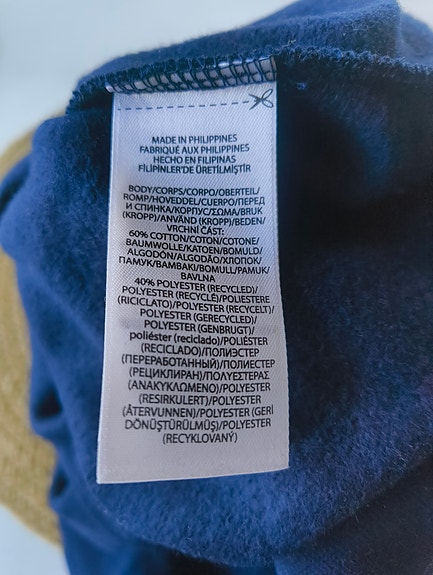 MADE IN PHILIPPINES
FABRIQUÉ AUX PHILIPPINES
HECHO EN FILIPINAS
FİLİPİNLER'DE ÜRETİLMİŞTİR
BODY/CORPS/CORPO/OBERTEIL/
ROMP/HOVEDDEL/CUERPO/ПЕРЕД
И СПИНКА/КОРПУС/ΣΩΜΑ/BRUK
(KROPP)/ANVÄND (KROPP)/BEDEN/
VRCHNÍ ČÁST:
60% COTTON/COTON/COTONE/
BAUMWOLLE/KATOEN/BOMULD/
ALGODÓN/ALGODÃO/ХЛОПОК/
ПАМУК/ΒΑΜΒΑΚΙ/BOMULL/PAMUK/
BAVLNA
40% POLYESTER (RECYCLED)/
POLYESTER (RECYCLÉ)/POLIESTERE
(RICICLATO)/POLYESTER (RECYCELT)/
POLYESTER (GERECYCLED)/
POLYESTER (GENBRUGT)/
poliéster (reciclado)/POLIÉSTER
(RECICLADO)/ПОЛИЭСТЕР
(ПЕРЕРАБОТАННЫЙ)/ПОЛИЕСТЕР
(РЕЦИКЛИРАН)/ΠΟΛΥΕΣΤΕΡΑΣ
(ΑΝΑΚΥΚΛΩΜΕΝΟ)/POLYESTER
(RESIRKULERT)/POLYESTER
(ÅTERVUNNEN)/POLYESTER (GERİ
DÖNÜŞTÜRÜLMÜŞ)/POLYESTER
(RECYKLOVANÝ)